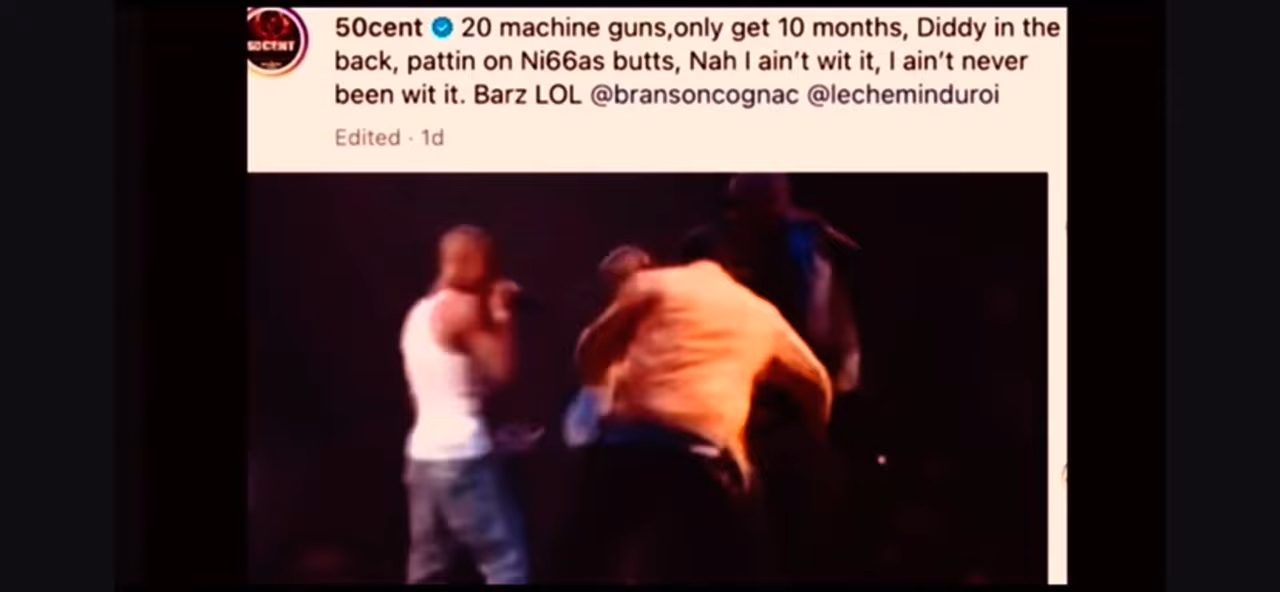 50cent 20 machine guns,only get 10 months, Diddy in the
back, pattin on Ni66as butts, Nah I ain’t wit it, I ain’t never
been wit it. Barz LOL @bransoncognac @lecheminduroi
Edited · 1d
50CENT